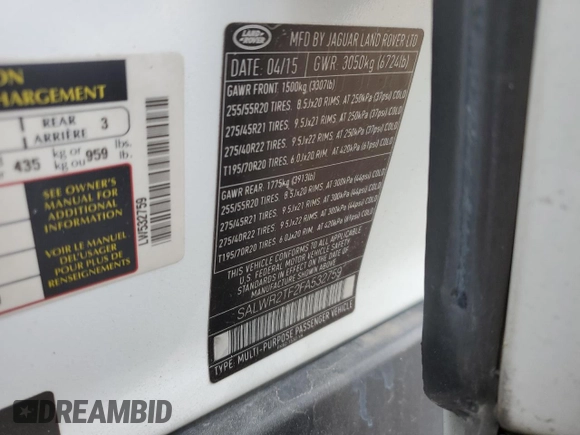 ON
CHARGEMENT
REAR
ARRIÈRE 3
435 kg or kg ou 959 lbs. lb.
SEE OWNER'S
MANUAL FOR
ADDITIONAL
INFORMATION
VOIR LE MANUEL
DE L'USAGER
POUR PLUS DE
RENSEIGNEMENTS
LW532759
LAND ROVER
MFD BY JAGUAR LAND ROVER LTD
DATE: 04/15 GWR: 3050kg (6724lb)
GAWR FRONT 1500kg (3307lb)
255/55R20 TIRES. 8.5Jx20 RIMS AT 250kPa (37psi) COLD
275/45R21 TIRES. 9.5Jx21 RIMS AT 250kPa (37psi) COLD
275/40R22 TIRES. 9.5Jx22 RIMS AT 250kPa (37psi) COLD
T195/70R20 TIRES. 6.0Jx20 RIM. AT 420kPa (61psi) COLD
GAWR REAR. 1775kg (3913lb)
255/55R20 TIRES. 8.5Jx20 RIMS AT 300kPa (44psi) COLD
275/45R21 TIRES. 9.5Jx21 RIMS AT 300kPa (44psi) COLD
275/40R22 TIRES. 9.5Jx22 RIMS AT 300kPa (44psi) COLD
T195/70R20 TIRES. 6.0Jx20 RIM. AT 420kPa (61psi) COLD
THIS VEHICLE CONFORMS TO ALL APPLICABLE
U.S. FEDERAL MOTOR VEHICLE SAFETY
STANDARDS IN EFFECT ON THE DATE OF
MANUFACTURE SHOWN ABOVE
SALWR2TF2FA532759
TYPE: MULTI-PURPOSE PASSENGER VEHICLE
DREAMBID